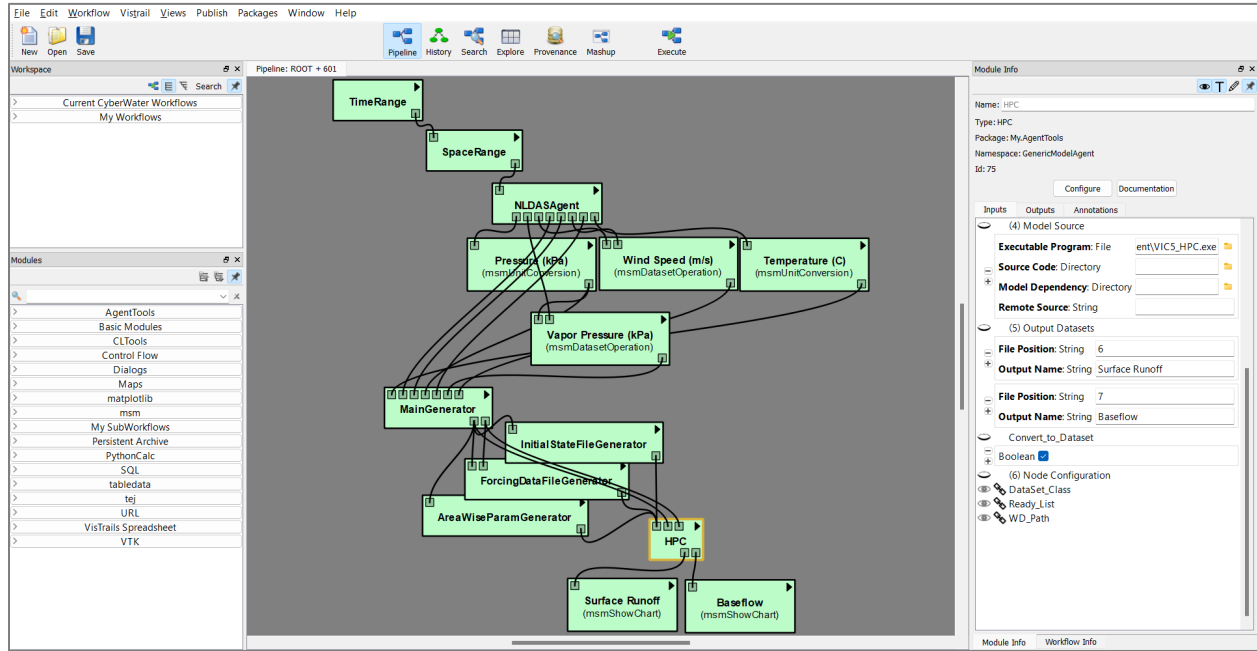 File Edit Workflow Vistrail Views Publish Packages Window Help
New Open Save Pipeline History Search Explore Provenance Mashup Execute
Workspace
Search
Current CyberWater Workflows
My Workflows
Modules
AgentTools
Basic Modules
CLTools
Control Flow
Dialogs
Maps
matplotlib
msm
My SubWorkflows
Persistent Archive
PythonCalc
SQL
tabledata
tej
URL
VisTrails Spreadsheet
VTK
Pipeline: ROOT + 601
TimeRange
SpaceRange
NLDASAgent
Pressure (kPa)
(msmUnitConversion)
Wind Speed (m/s)
(msmDatasetOperation)
Temperature (C)
(msmUnitConversion)
Vapor Pressure (kPa)
(msmDatasetOperation)
MainGenerator
InitialStateFileGenerator
ForcingDataFileGenerator
AreaWiseParamGenerator
HPC
Surface Runoff
(msmShowChart)
Baseflow
(msmShowChart)
Module Info
Name: HPC
Type: HPC
Package: My.AgentTools
Namespace: GenericModelAgent
Id: 75
Configure Documentation
Inputs Outputs Annotations
(4) Model Source
Executable Program: File ent\VIC5_HPC.exe
Source Code: Directory
Model Dependency: Directory
Remote Source: String
(5) Output Datasets
File Position: String 6
Output Name: String Surface Runoff
File Position: String 7
Output Name: String Baseflow
Convert_to_Dataset
Boolean
(6) Node Configuration
DataSet_Class
Ready_List
WD_Path
Module Info Workflow Info